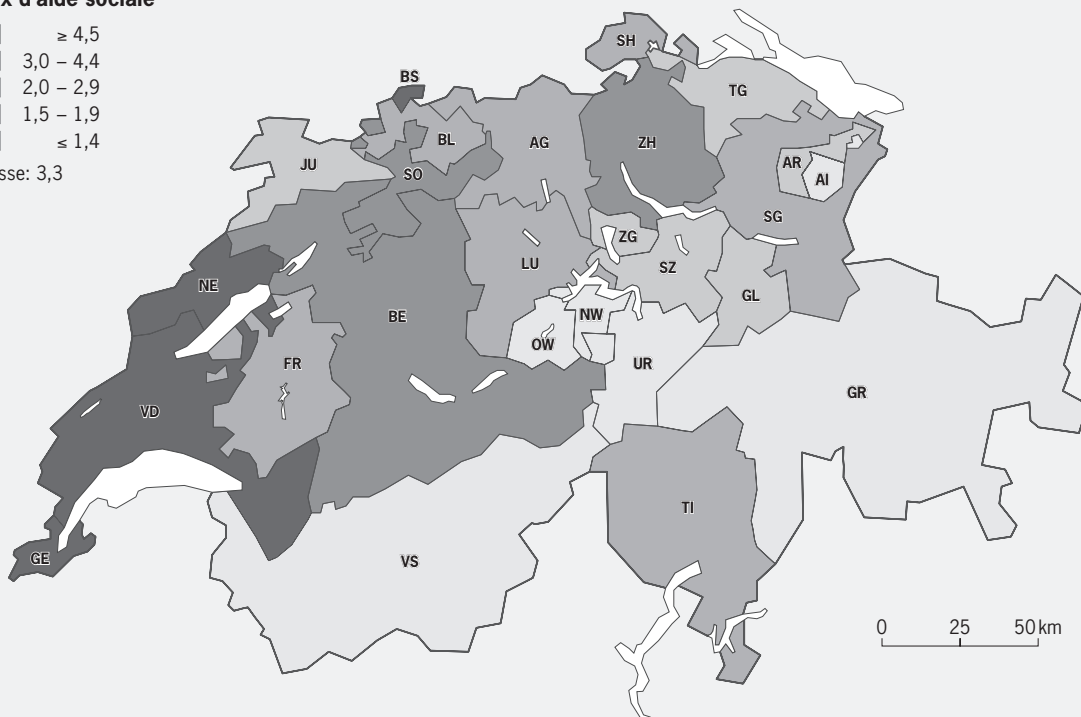 x d'aide sociale
≥ 4,5
3,0 – 4,4
2,0 – 2,9
1,5 – 1,9
≤ 1,4
sse: 3,3
SH
BS
TG
BL
AG
ZH
JU
SO
AR
AI
SG
ZG
LU
SZ
NE
GL
BE
NW
OW
FR
UR
GR
VD
TI
GE
VS
0 25 50 km